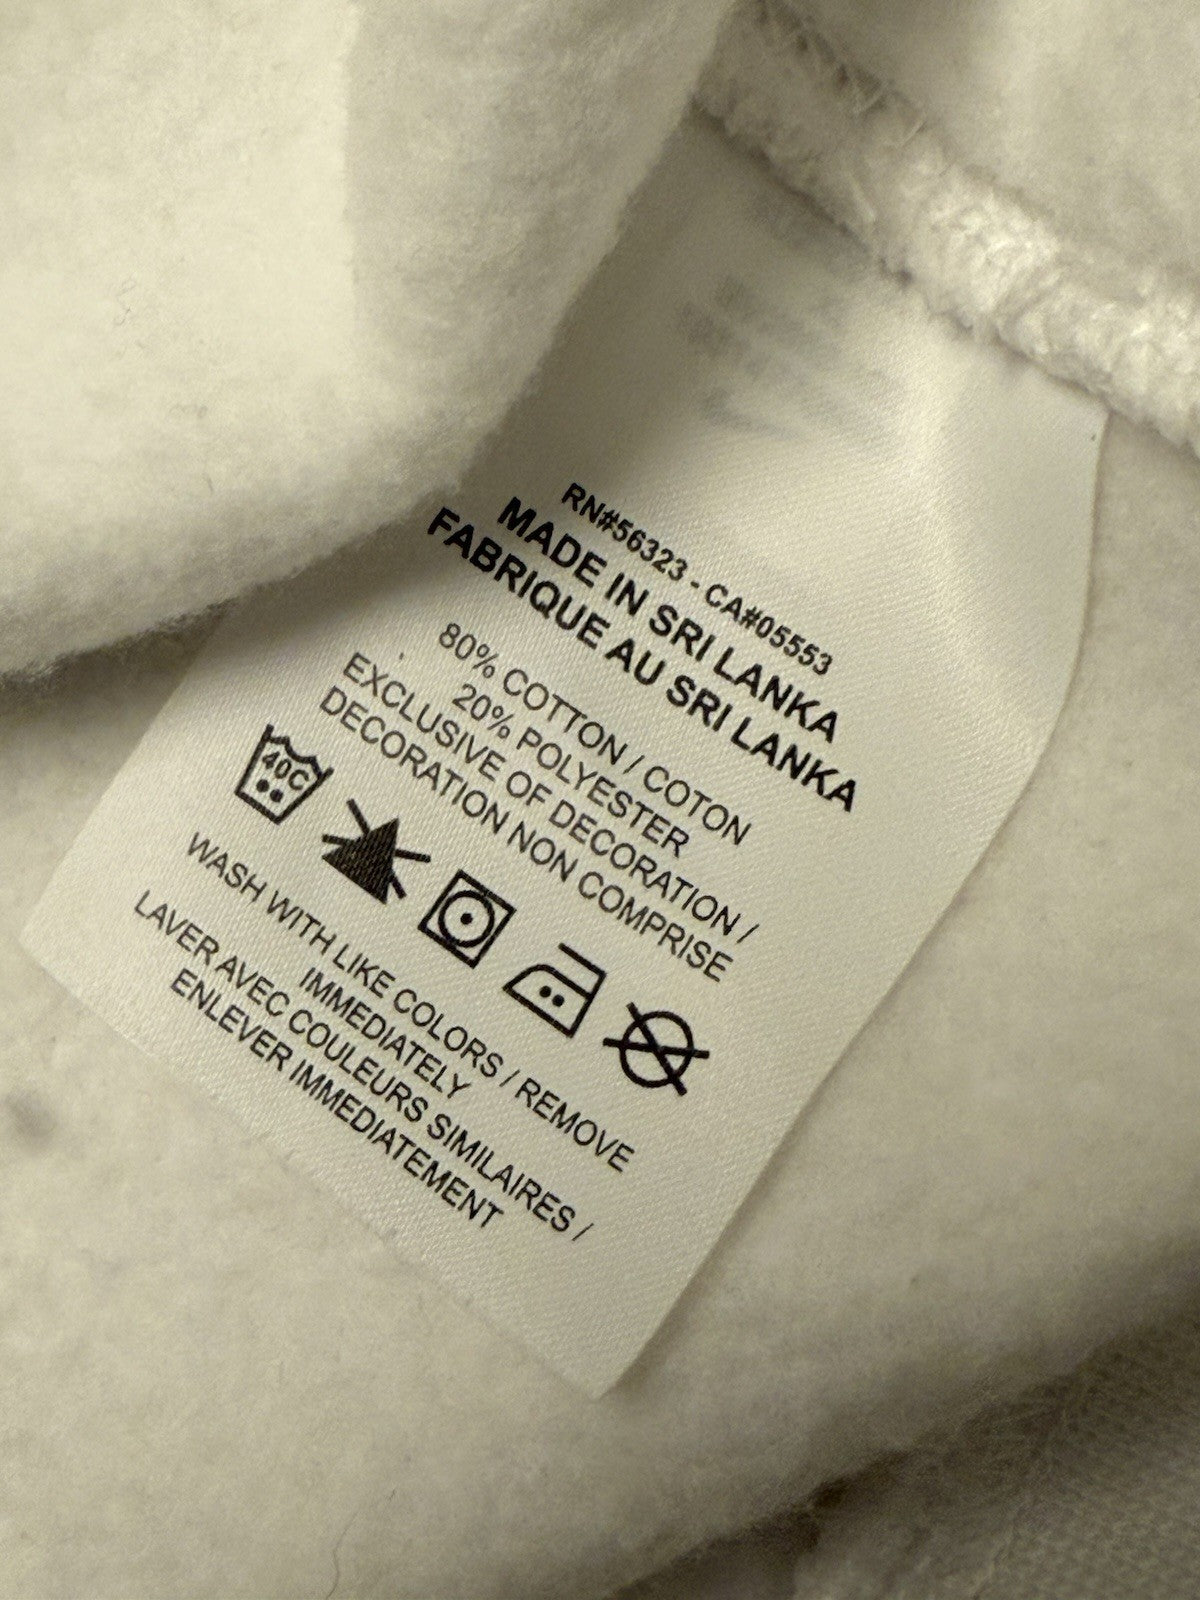 RN#56323 - CA#05553
MADE IN SRI LANKA
FABRIQUE AU SRI LANKA
80% COTTON / COTON
20% POLYESTER
EXCLUSIVE OF DECORATION /
DECORATION NON COMPRISE
40C
WASH WITH LIKE COLORS / REMOVE
IMMEDIATELY
LAVER AVEC COULEURS SIMILAIRES /
ENLEVER IMMEDIATEMENT